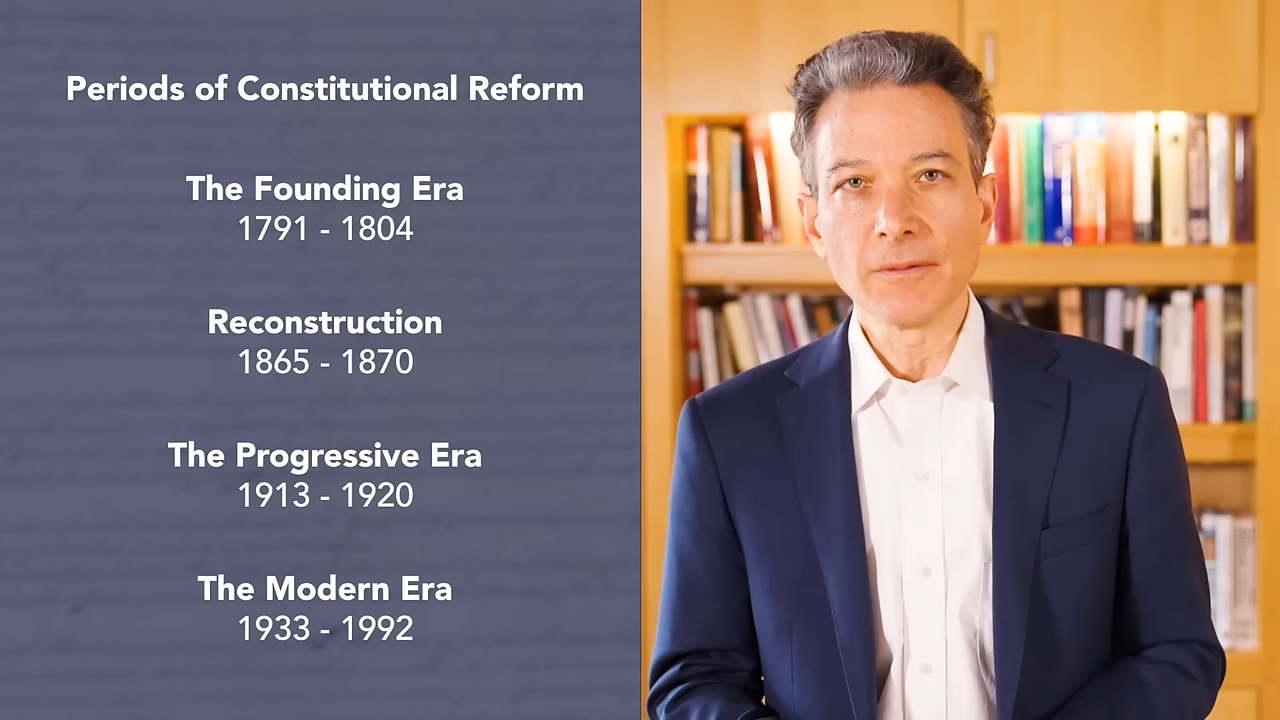 Periods of Constitutional Reform
The Founding Era
1791 - 1804
Reconstruction
1865 - 1870
The Progressive Era
1913 - 1920
The Modern Era
1933 - 1992